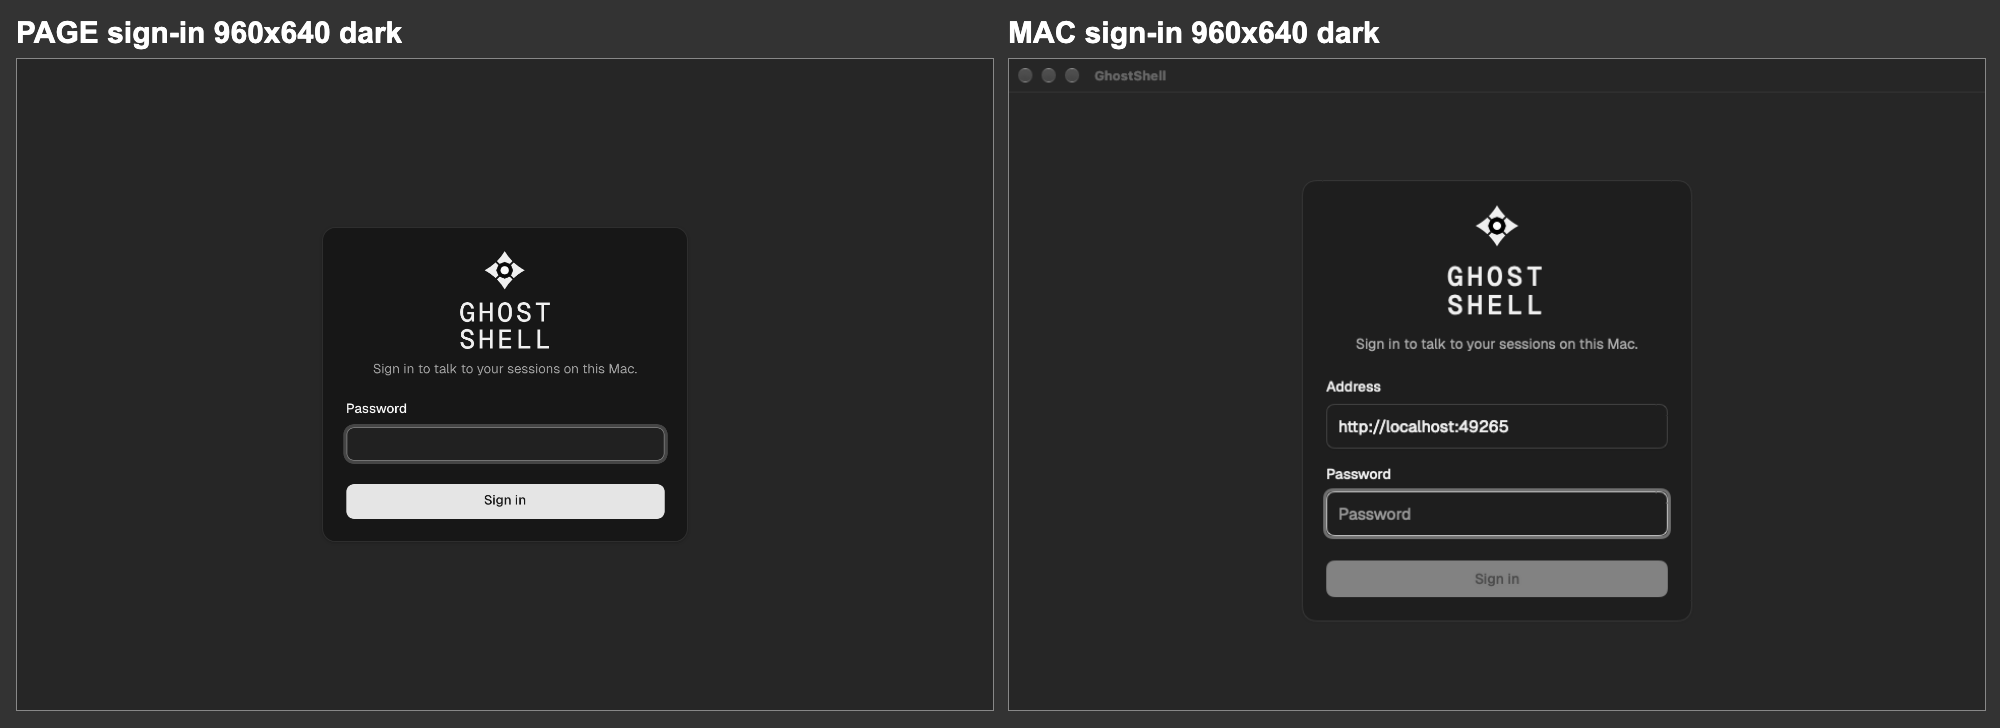 PAGE sign-in 960x640 dark
GHOST
SHELL
Sign in to talk to your sessions on this Mac.
Password
Sign in
MAC sign-in 960x640 dark
GhostShell
GHOST
SHELL
Sign in to talk to your sessions on this Mac.
Address
http://localhost:49265
Password
Password
Sign in